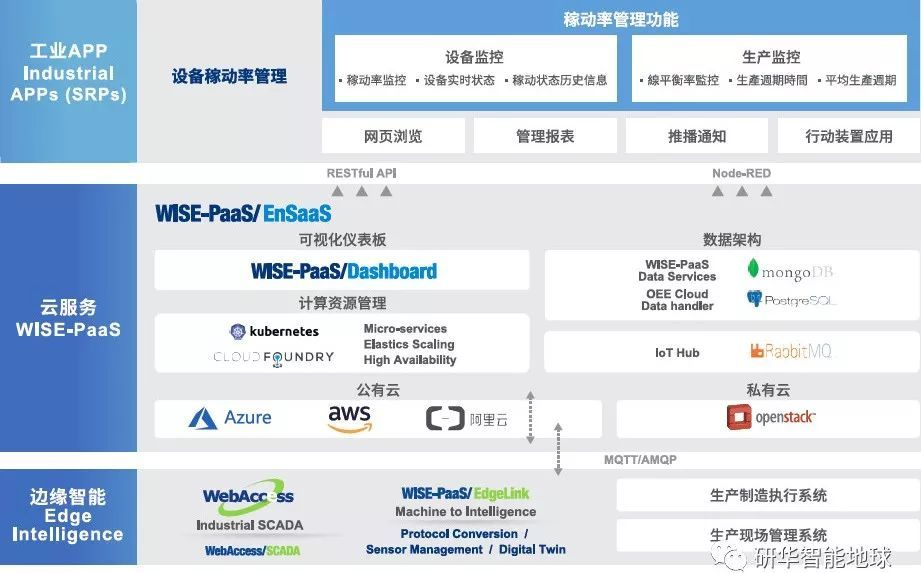 工业APP
Industrial
APPs (SRPs)
设备稼动率管理
稼动率管理功能
设备监控
• 稼动率监控 • 设备实时状态 • 稼动状态历史信息
生产监控
• 線平衡率監控 • 生產週期時間 • 平均生產週期
网页浏览
管理报表
推播通知
行动装置应用
RESTful API
Node-RED
云服务
WISE-PaaS
WISE-PaaS/EnSaaS
可视化仪表板
WISE-PaaS/Dashboard
计算资源管理
kubernetes
CLOUD FOUNDRY
Micro-services
Elastics Scaling
High Availability
数据架构
WISE-PaaS
Data Services
OEE Cloud
Data handler
mongoDB
PostgreSQL
IoT Hub
RabbitMQ
公有云
Azure
aws
阿里云
私有云
openstack
MQTT/AMQP
边缘智能
Edge
Intelligence
WebAccess
Industrial SCADA
WebAccess/SCADA
WISE-PaaS/EdgeLink
Machine to Intelligence
Protocol Conversion /
Sensor Management / Digital Twin
生产制造执行系统
生产现场管理系统
研华智能地球